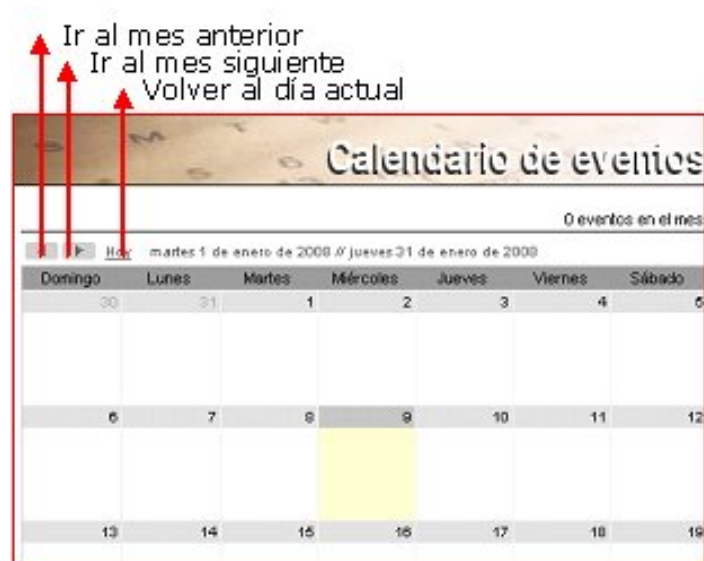 Ir al mes anterior
Ir al mes siguiente
Volver al día actual
Calendario de eventos
0 eventos en el mes
Hoy martes 1 de enero de 2008 // jueves 31 de enero de 2008
Domingo Lunes Martes Miércoles Jueves Viernes Sábado
30 31 1 2 3 4 5
6 7 8 9 10 11 12
13 14 15 16 17 18 19